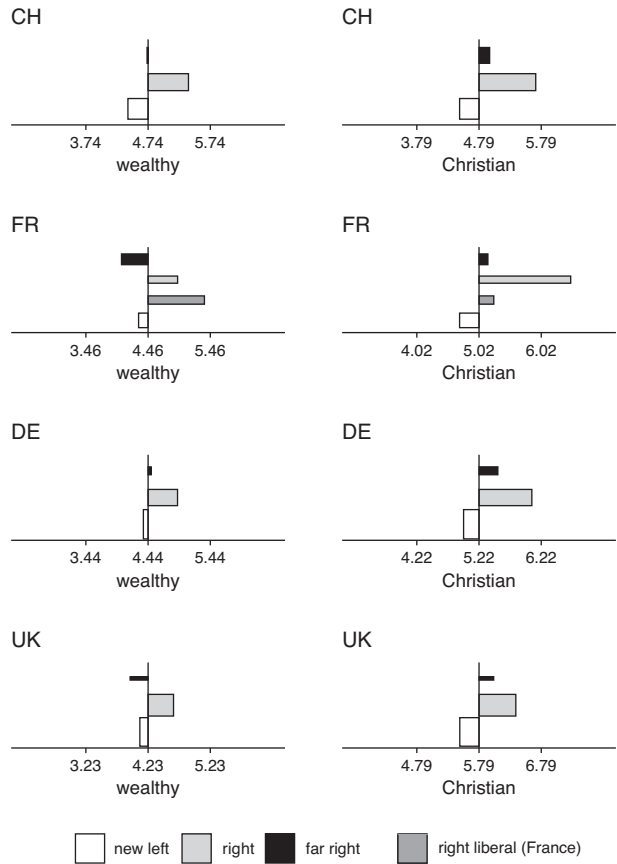 CH CH
3.74 4.74 5.74 3.79 4.79 5.79
wealthy Christian
FR FR
3.46 4.46 5.46 4.02 5.02 6.02
wealthy Christian
DE DE
3.44 4.44 5.44 4.22 5.22 6.22
wealthy Christian
UK UK
3.23 4.23 5.23 4.79 5.79 6.79
wealthy Christian
new left right far right right liberal (France)